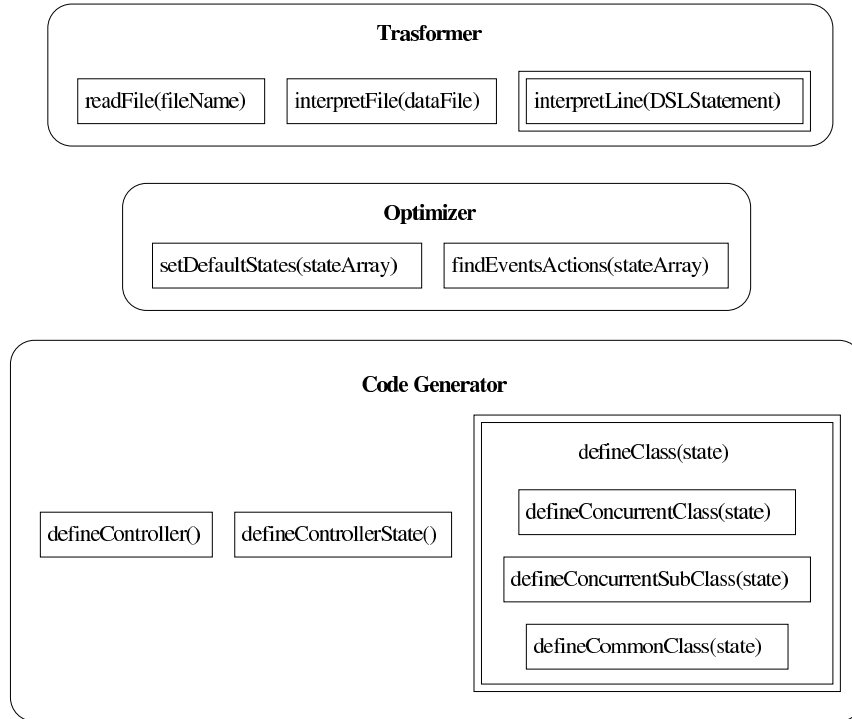 Trasformer
readFile(fileName)
interpretFile(dataFile)
interpretLine(DSLStatement)
Optimizer
setDefaultStates(stateArray)
findEventsActions(stateArray)
Code Generator
defineController()
defineControllerState()
defineClass(state)
defineConcurrentClass(state)
defineConcurrentSubClass(state)
defineCommonClass(state)